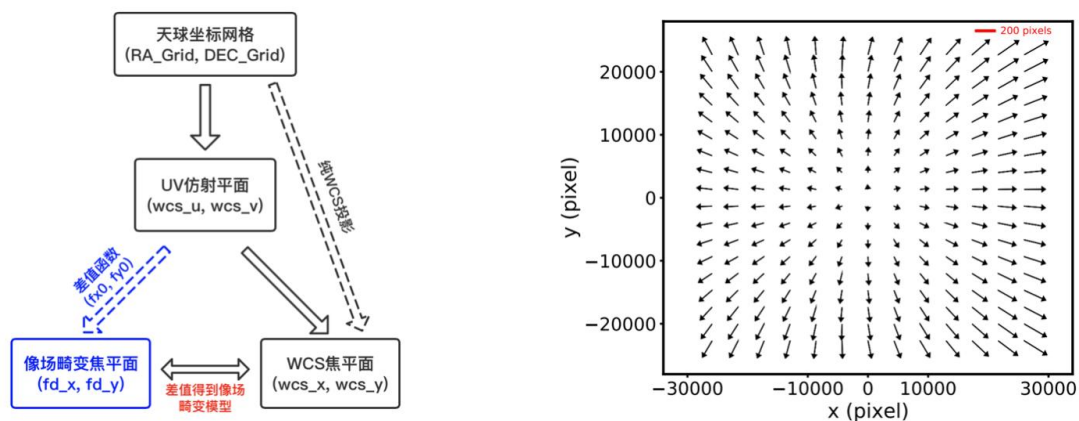 天球坐标网格
(RA_Grid, DEC_Grid)
纯WCS投影
UV仿射平面
(wcs_u, wcs_v)
差值函数
(fx0, fy0)
像场畸变焦平面
(fd_x, fd_y)
差值得到像场
畸变模型
WCS焦平面
(wcs_x, wcs_y)
200 pixels
y (pixel)
20000
10000
0
−10000
−20000
−30000 −20000 −10000 0 10000 20000 30000
x (pixel)